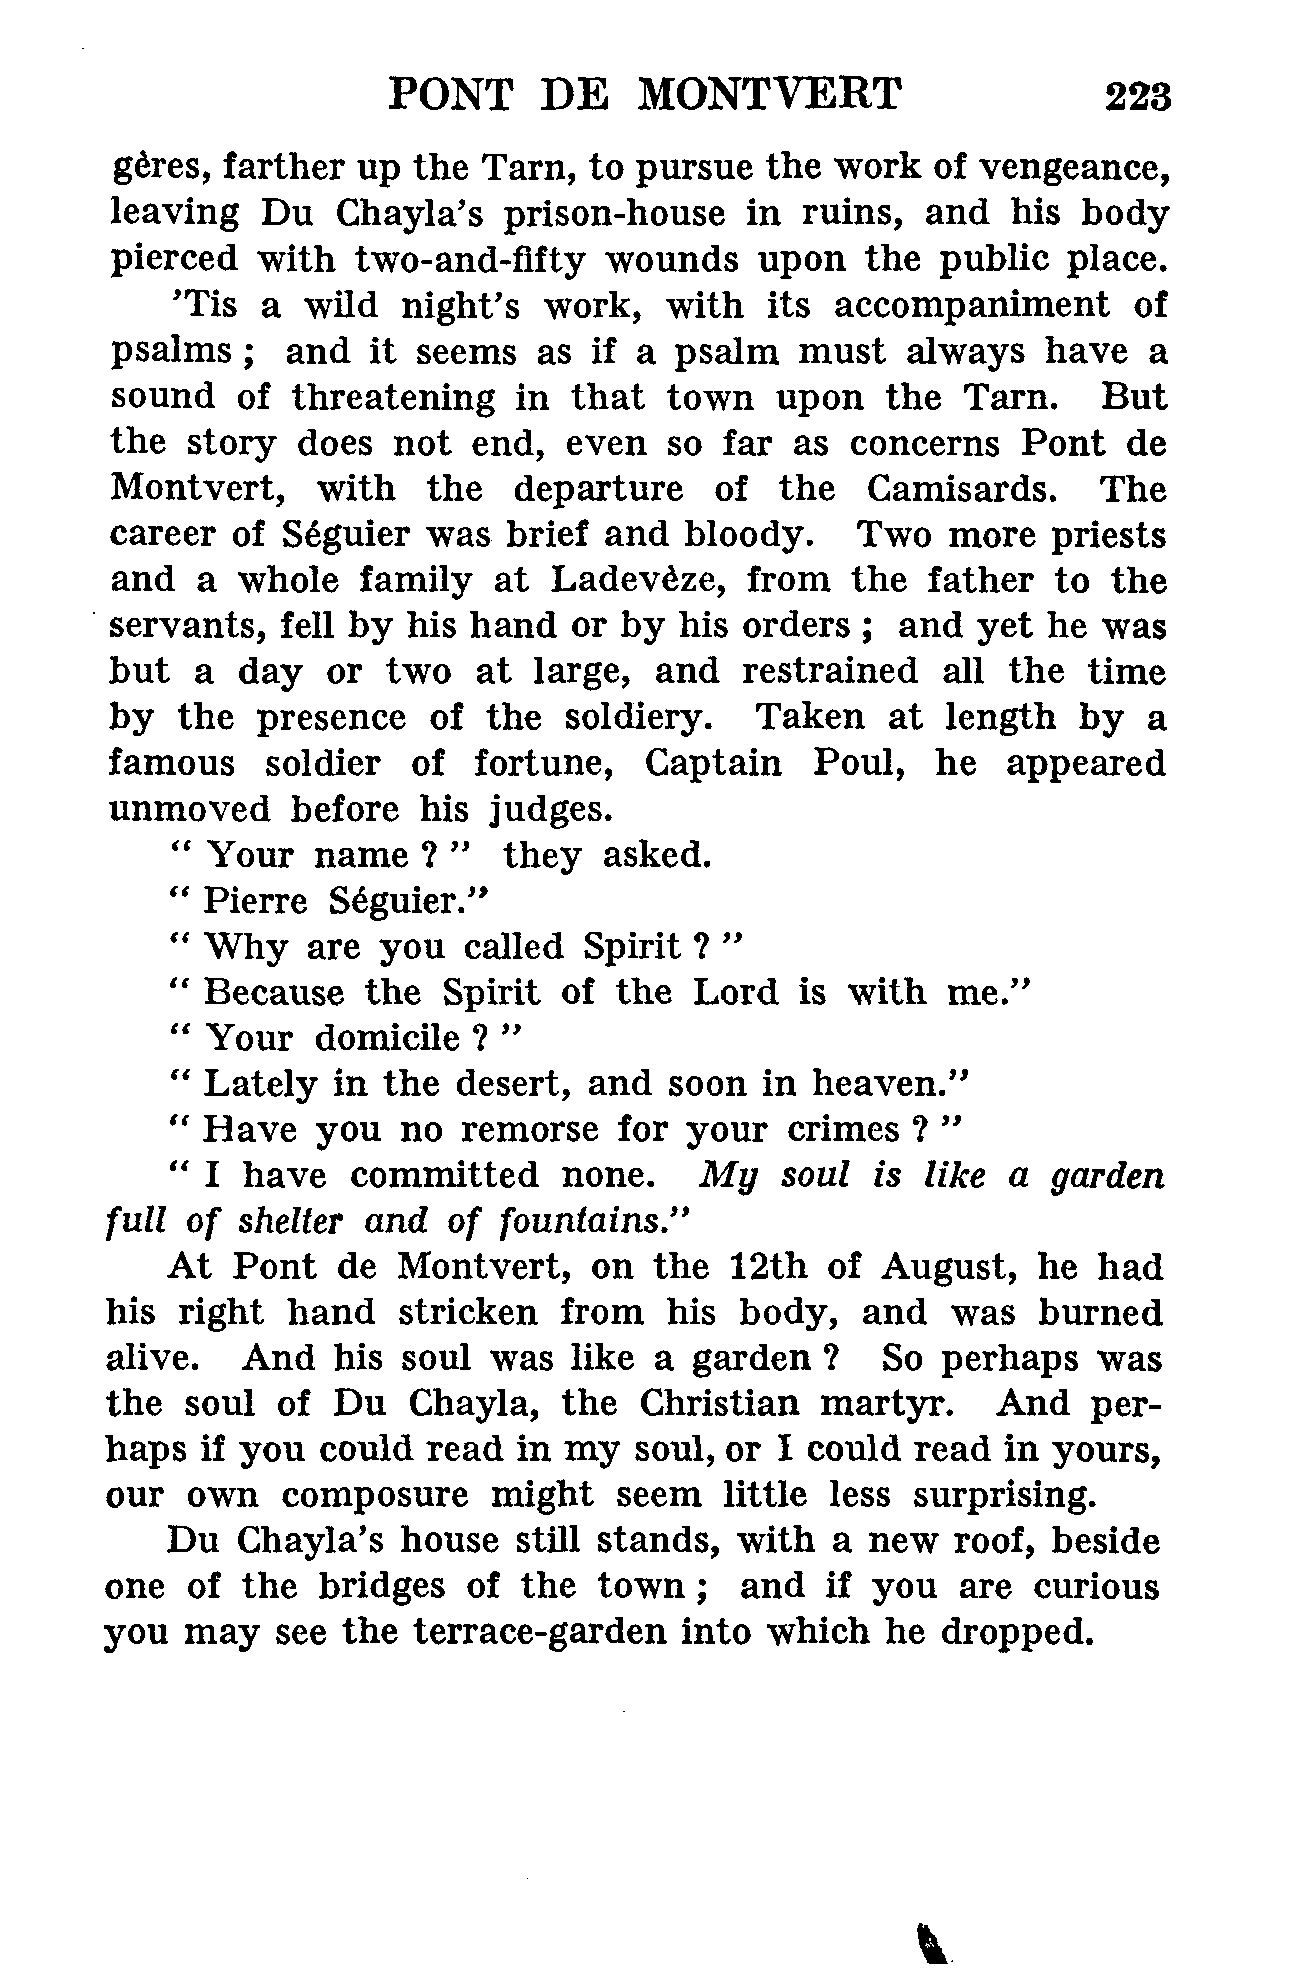 PONT DE MONTVERT 223
gères, farther up the Tarn, to pursue the work of vengeance,
leaving Du Chayla's prison-house in ruins, and his body
pierced with two-and-fifty wounds upon the public place.
'Tis a wild night's work, with its accompaniment of
psalms ; and it seems as if a psalm must always have a
sound of threatening in that town upon the Tarn. But
the story does not end, even so far as concerns Pont de
Montvert, with the departure of the Camisards. The
career of Séguier was brief and bloody. Two more priests
and a whole family at Ladevèze, from the father to the
servants, fell by his hand or by his orders ; and yet he was
but a day or two at large, and restrained all the time
by the presence of the soldiery. Taken at length by a
famous soldier of fortune, Captain Poul, he appeared
unmoved before his judges.
“ Your name ? ” they asked.
“ Pierre Séguier.”
“ Why are you called Spirit ? ”
“ Because the Spirit of the Lord is with me.”
“ Your domicile ? ”
“ Lately in the desert, and soon in heaven.”
“ Have you no remorse for your crimes ? ”
“ I have committed none. My soul is like a garden
full of shelter and of fountains.”
At Pont de Montvert, on the 12th of August, he had
his right hand stricken from his body, and was burned
alive. And his soul was like a garden ? So perhaps was
the soul of Du Chayla, the Christian martyr. And per-
haps if you could read in my soul, or I could read in yours,
our own composure might seem little less surprising.
Du Chayla's house still stands, with a new roof, beside
one of the bridges of the town ; and if you are curious
you may see the terrace-garden into which he dropped.